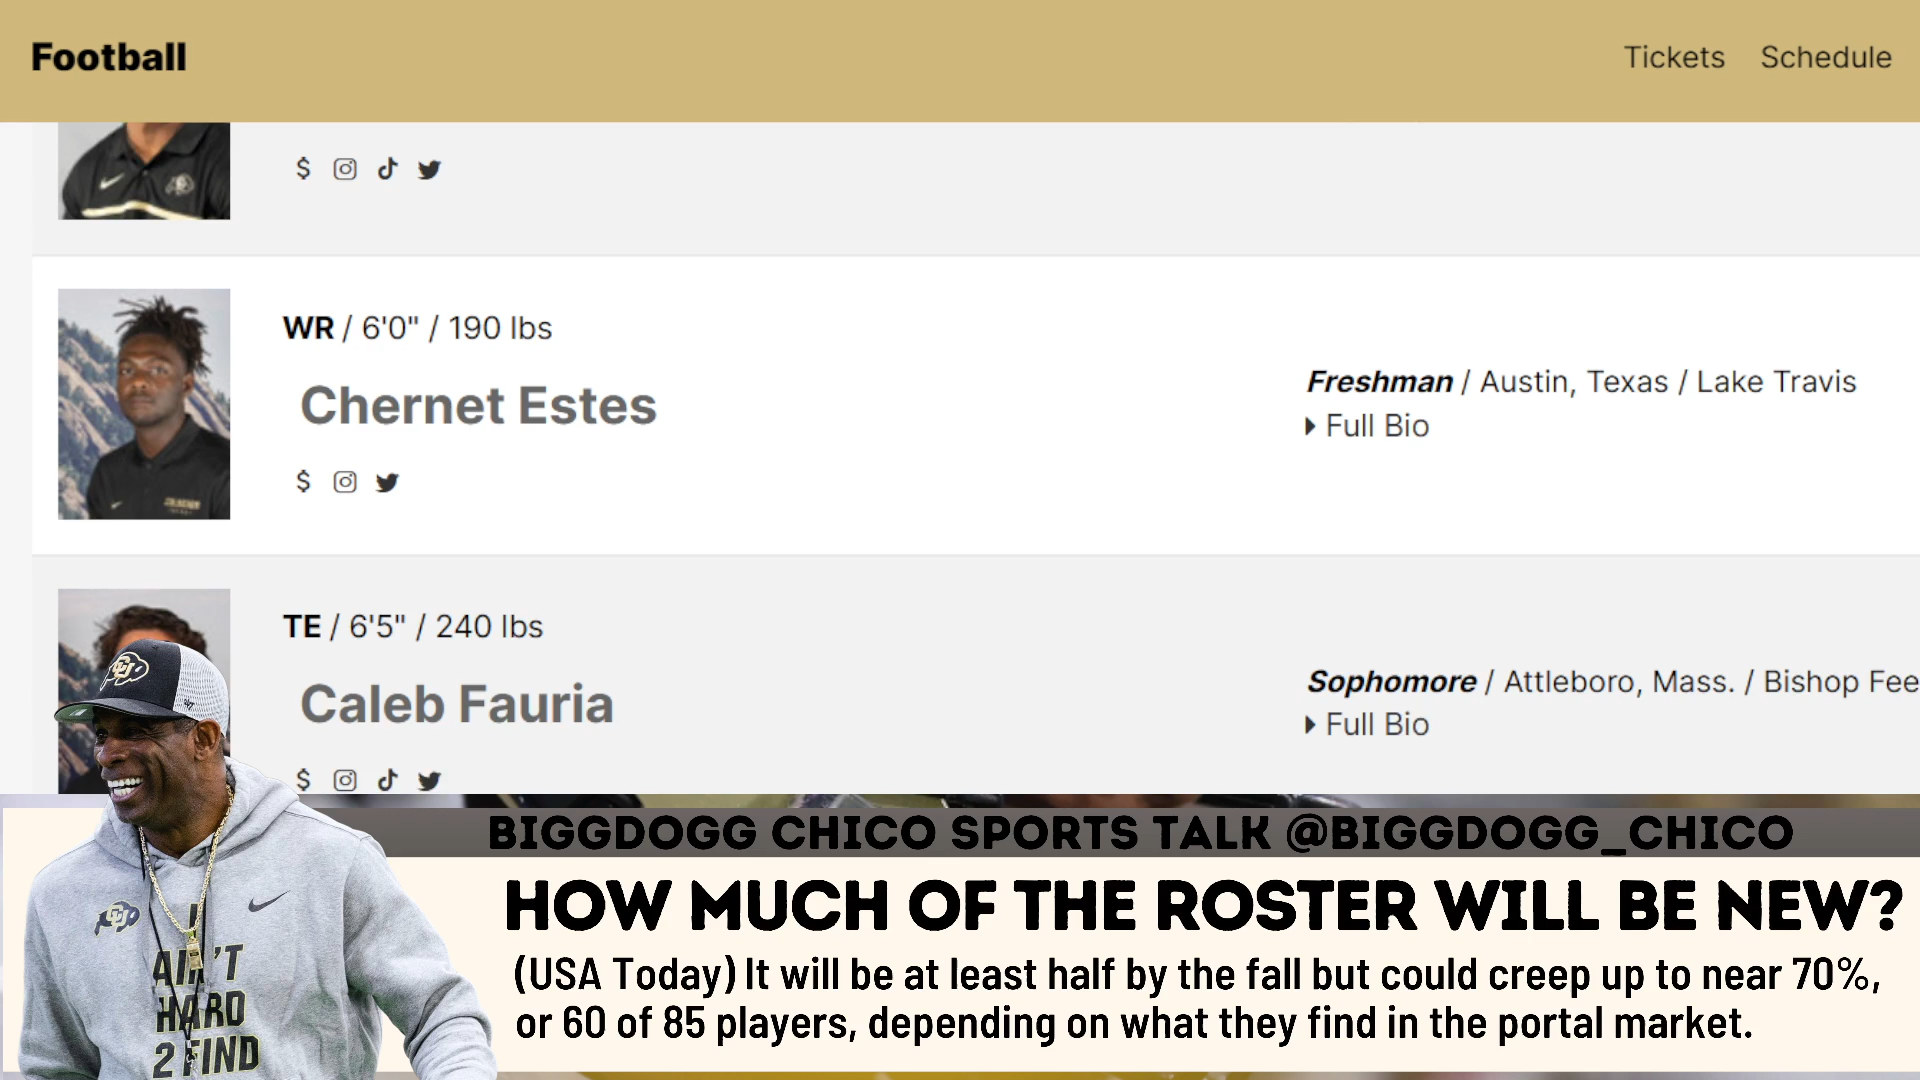 Football
Tickets Schedule
WR / 6'0" / 190 lbs
Chernet Estes
Freshman / Austin, Texas / Lake Travis
Full Bio
TE / 6'5" / 240 lbs
Caleb Fauria
Sophomore / Attleboro, Mass. / Bishop Fee
Full Bio
CU
CU
I
AIN'T
HARD
2 FIND
BIGGDOGG CHICO SPORTS TALK @BIGGDOGG_CHICO
HOW MUCH OF THE ROSTER WILL BE NEW?
(USA Today) It will be at least half by the fall but could creep up to near 70%,
or 60 of 85 players, depending on what they find in the portal market.